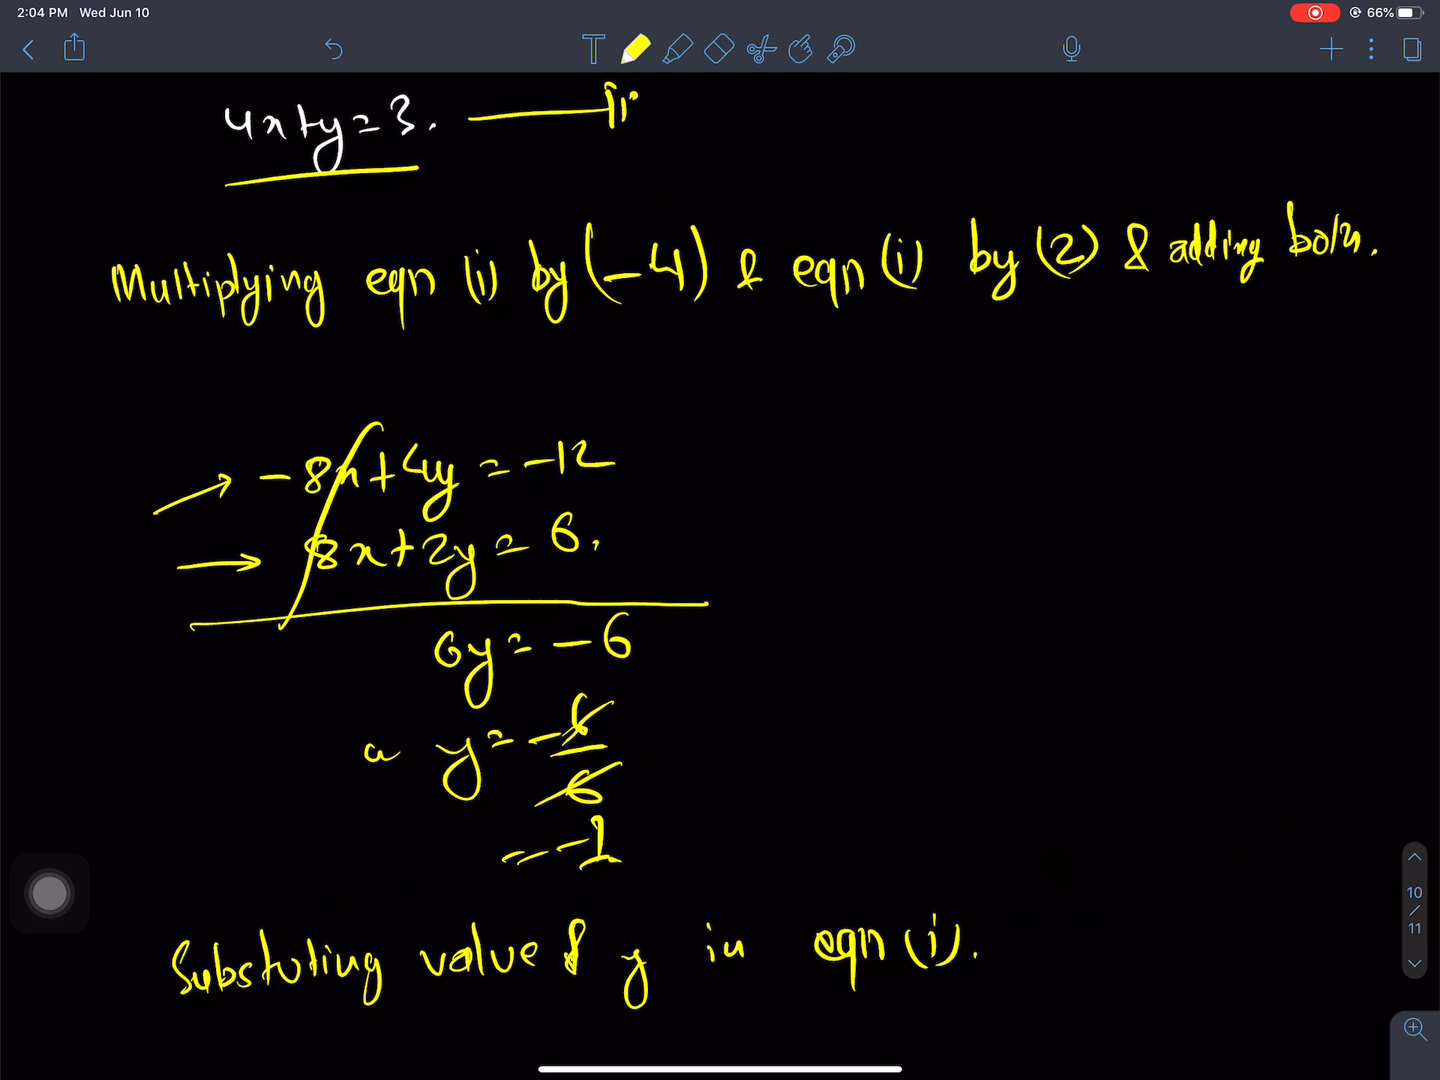 2:04 PM Wed Jun 10 66%
T
4x+y=3. ii
Multiplying eqn (i) by (-4) & eqn (i) by (2) & adding both.
→ -8x+4y = -12
→ 8x+2y = 6.
6y = -6
y = -6/6
= -1
10
/
11
Substuting value of y in eqn (i).